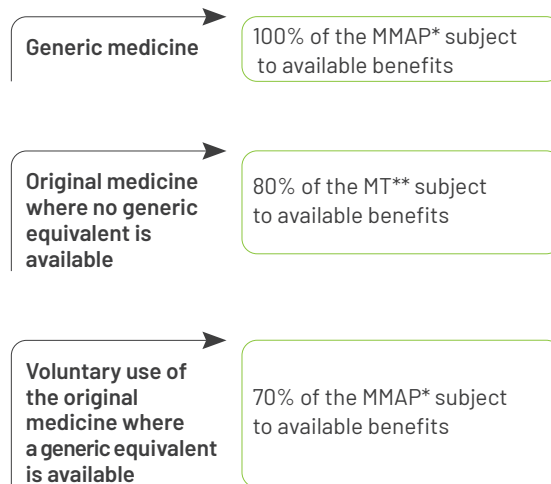 Generic medicine
100% of the MMAP* subject
to available benefits
Original medicine
where no generic
equivalent is
available
80% of the MT** subject
to available benefits
Voluntary use of
the original
medicine where
a generic equivalent
is available
70% of the MMAP* subject
to available benefits